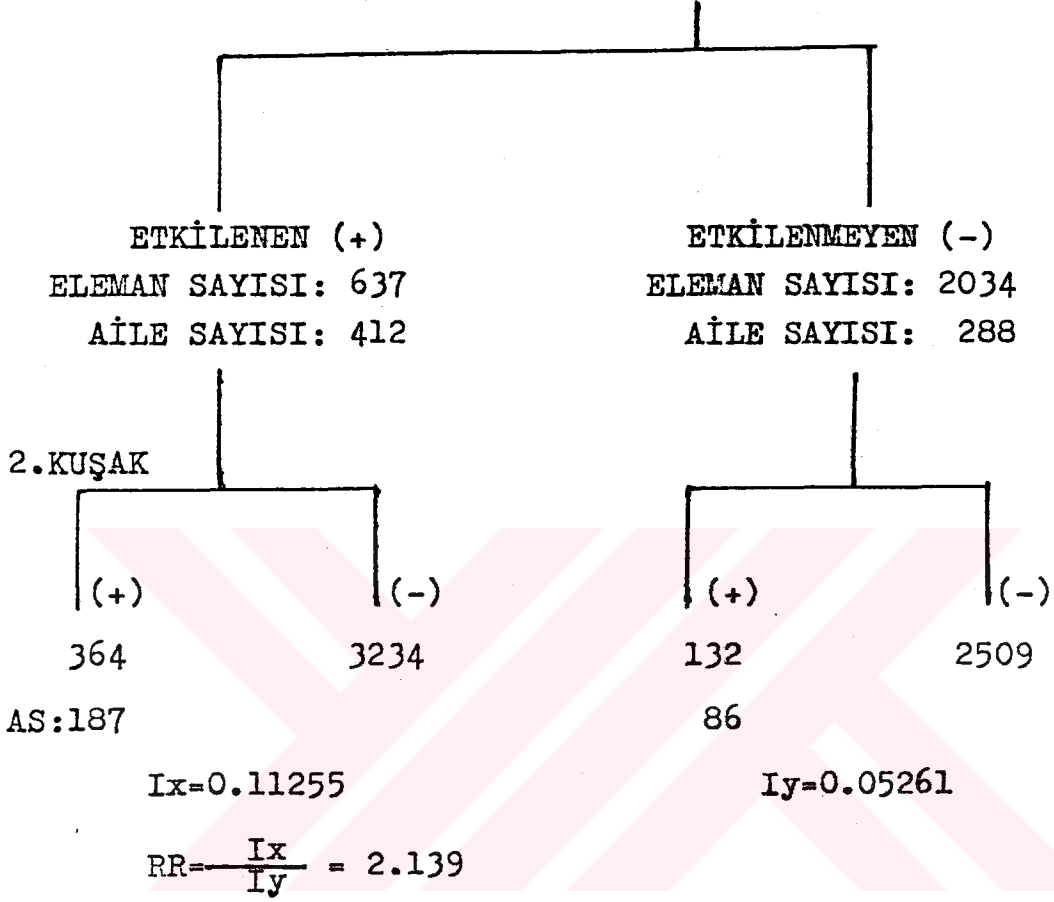 ETKİLENEN (+) ETKİLENMEYEN (-)
ELEMAN SAYISI: 637 ELEMAN SAYISI: 2034
AİLE SAYISI: 412 AİLE SAYISI: 288
2.KUŞAK
(+) (-) (+) (-)
364 3234 132 2509
AS:187 86
Ix=0.11255 Iy=0.05261
RR= Ix / Iy = 2.139